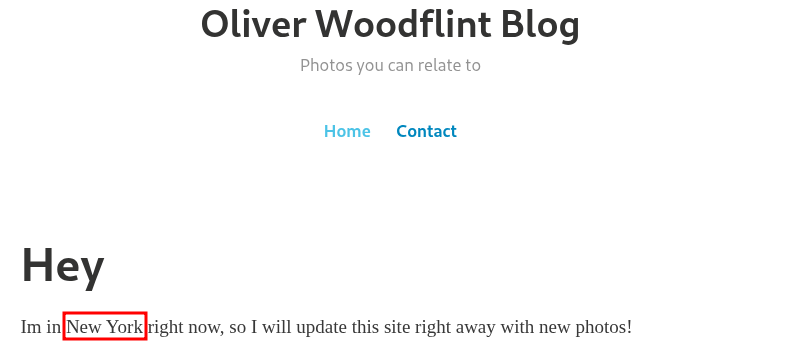 Oliver Woodflint Blog
Photos you can relate to
Home Contact
Hey
Im in New York right now, so I will update this site right away with new photos!